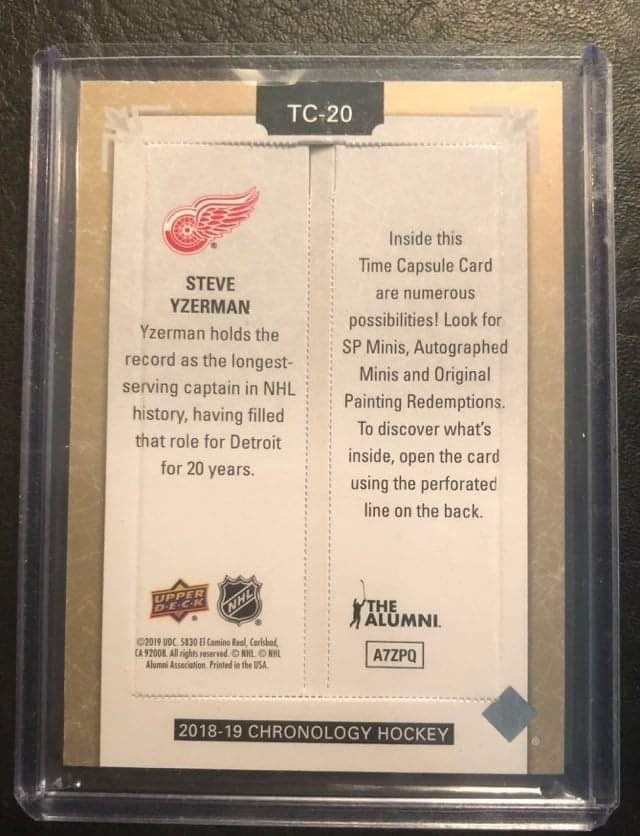 TC-20
STEVE
YZERMAN
Yzerman holds the
record as the longest-
serving captain in NHL
history, having filled
that role for Detroit
for 20 years.
UPPER
D·E·C·K
NHL
©2019 UDC. 5830 El Camino Real, Carlsbad,
CA 92008. All rights reserved. © NHL. © NHL
Alumni Association. Printed in the USA.
Inside this
Time Capsule Card
are numerous
possibilities! Look for
SP Minis, Autographed
Minis and Original
Painting Redemptions.
To discover what's
inside, open the card
using the perforated
line on the back.
THE
ALUMNI.
A7ZPQ
2018-19 CHRONOLOGY HOCKEY